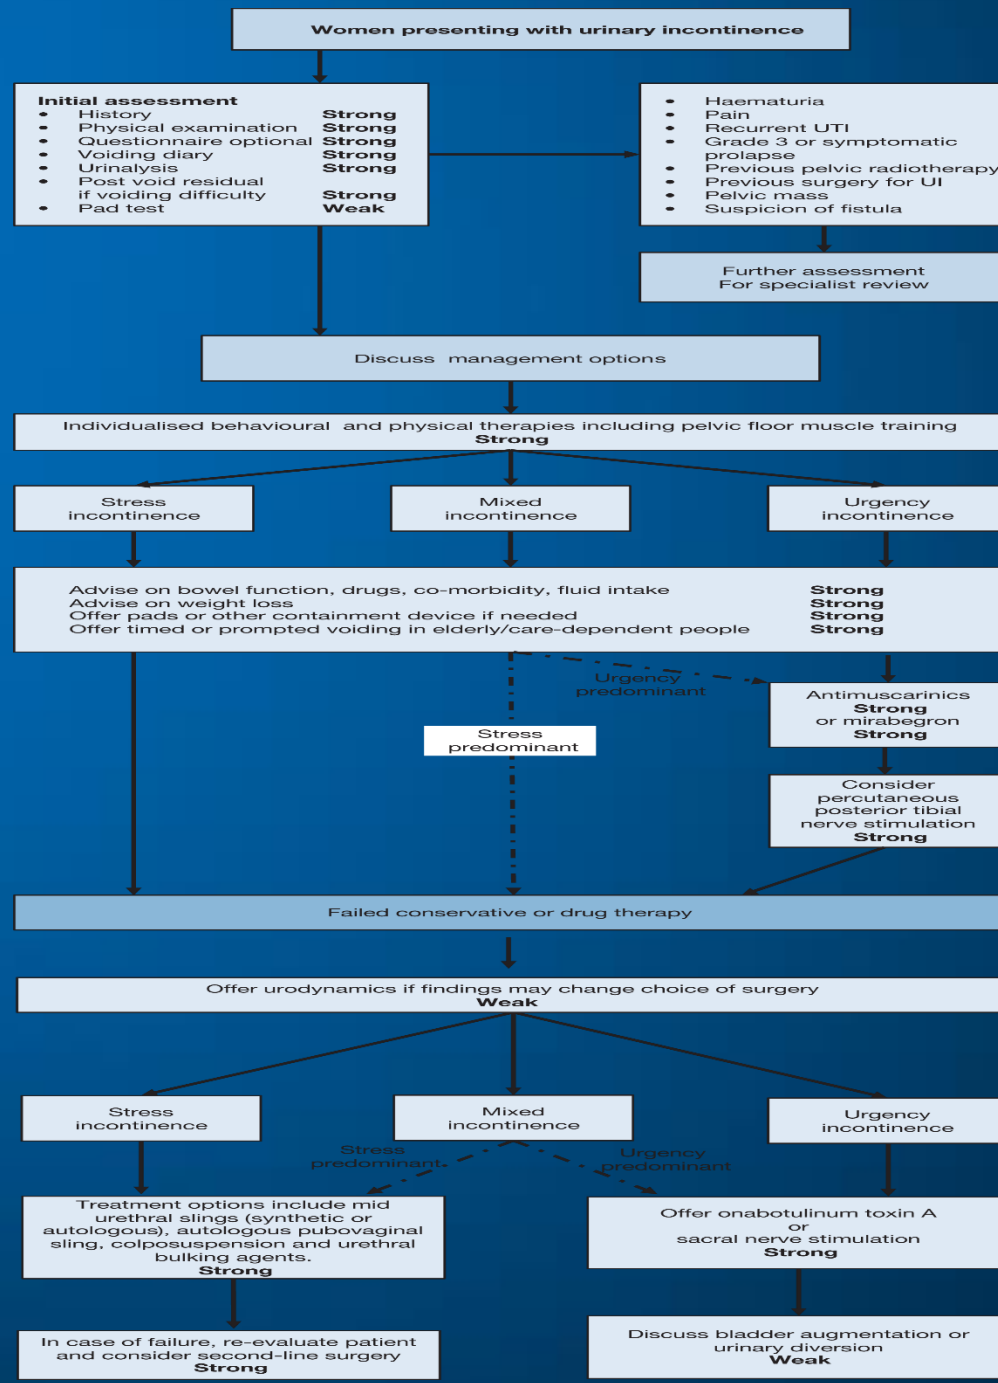 Women presenting with urinary incontinence
Initial assessment
• History Strong
• Physical examination Strong
• Questionnaire optional Strong
• Voiding diary Strong
• Urinalysis Strong
• Post void residual
if voiding difficulty Strong
• Pad test Weak
• Haematuria
• Pain
• Recurrent UTI
• Grade 3 or symptomatic
prolapse
• Previous pelvic radiotherapy
• Previous surgery for UI
• Pelvic mass
• Suspicion of fistula
Further assessment
For specialist review
Discuss management options
Individualised behavioural and physical therapies including pelvic floor muscle training
Strong
Stress
incontinence
Mixed
incontinence
Urgency
incontinence
Advise on bowel function, drugs, co-morbidity, fluid intake Strong
Advise on weight loss Strong
Offer pads or other containment device if needed Strong
Offer timed or prompted voiding in elderly/care-dependent people Strong
Urgency
predominant
Stress
predominant
Antimuscarinics
Strong
or mirabegron
Strong
Consider
percutaneous
posterior tibial
nerve stimulation
Strong
Failed conservative or drug therapy
Offer urodynamics if findings may change choice of surgery
Weak
Stress
incontinence
Mixed
incontinence
Urgency
incontinence
Stress
predominant
Urgency
predominant
Treatment options include mid
urethral slings (synthetic or
autologous), autologous pubovaginal
sling, colposuspension and urethral
bulking agents.
Strong
Offer onabotulinum toxin A
or
sacral nerve stimulation
Strong
In case of failure, re-evaluate patient
and consider second-line surgery
Strong
Discuss bladder augmentation or
urinary diversion
Weak